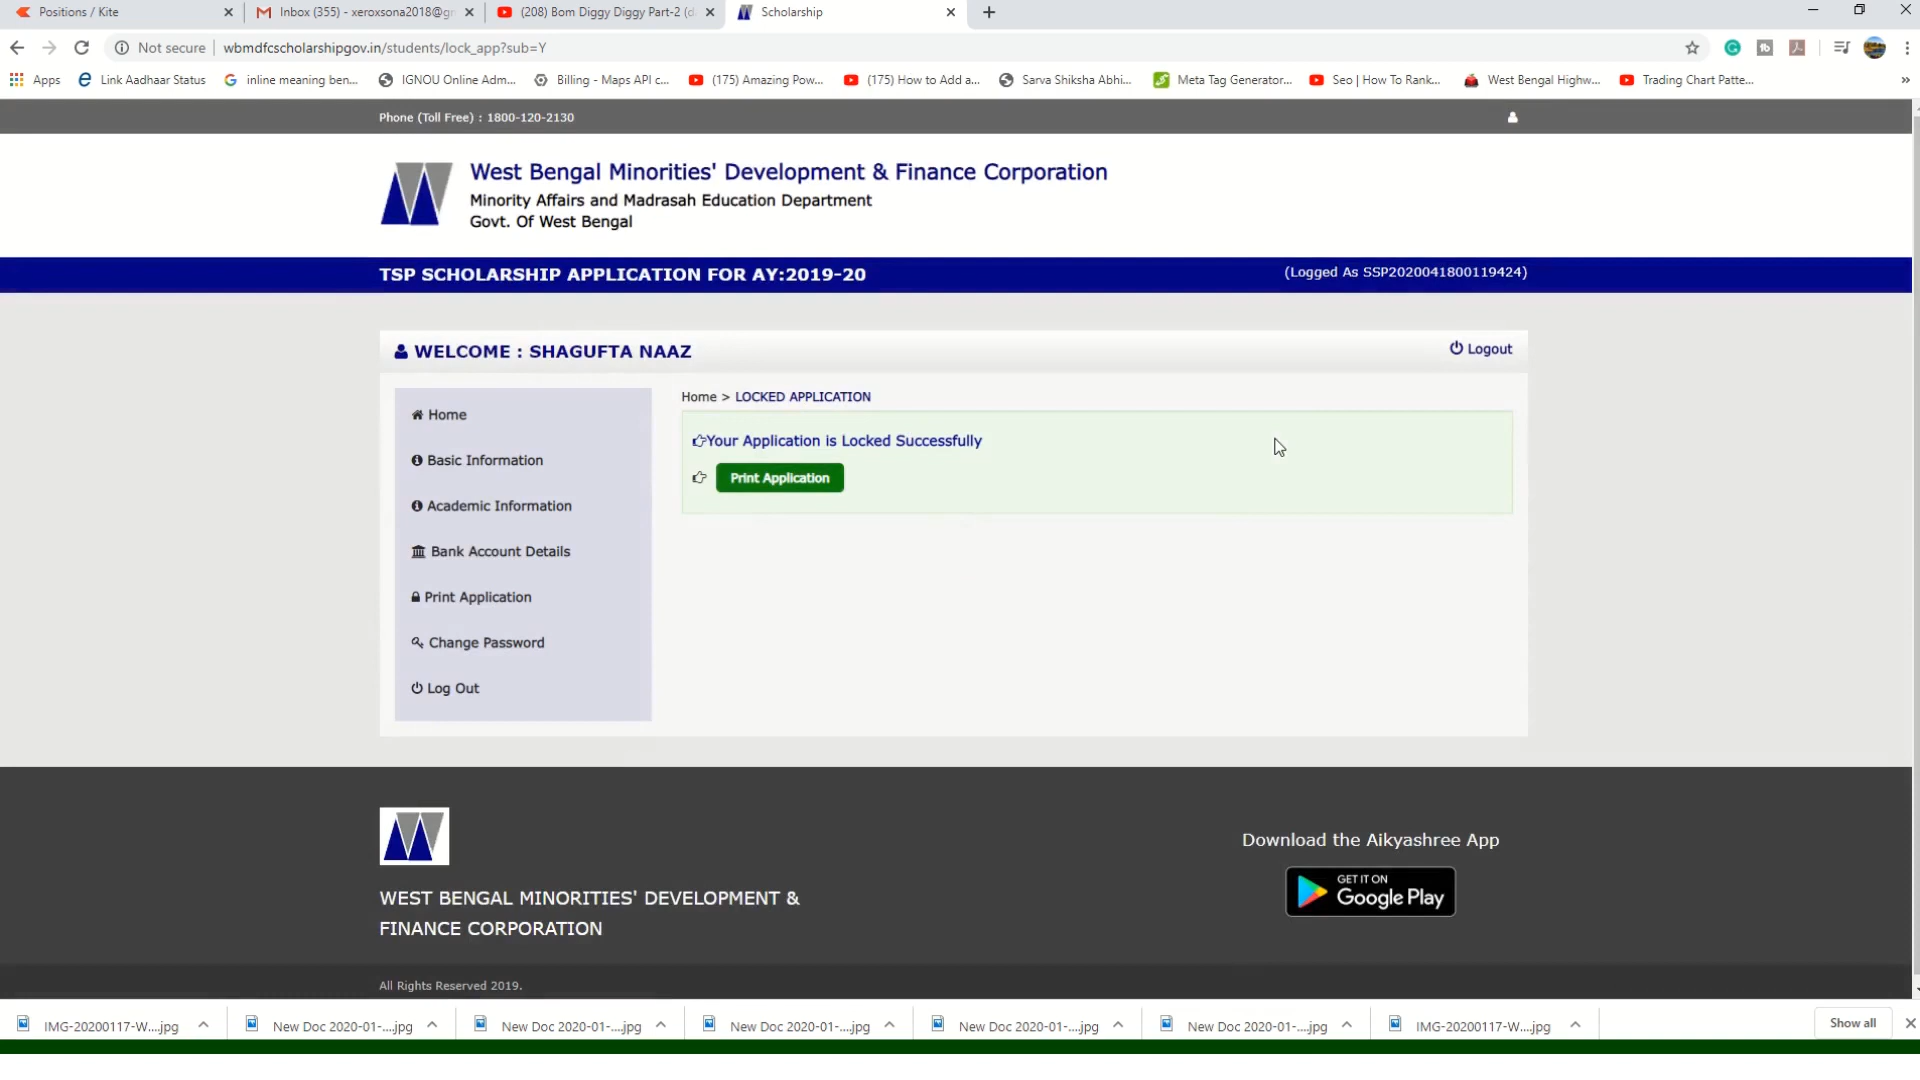 Positions / Kite
Inbox (355) - xeroxsona2018@g
(208) Bom Diggy Diggy Part-2 (d
Scholarship
Not secure
wbmdfcscholarshipgov.in/students/lock_app?sub=Y
Apps
Link Aadhaar Status
inline meaning ben...
IGNOU Online Adm...
Billing - Maps API c...
(175) Amazing Pow...
(175) How to Add a...
Sarva Shiksha Abhi...
Meta Tag Generator...
Seo | How To Rank...
West Bengal Highw...
Trading Chart Patte...
»
Phone (Toll Free) : 1800-120-2130
West Bengal Minorities' Development & Finance Corporation
Minority Affairs and Madrasah Education Department
Govt. Of West Bengal
TSP SCHOLARSHIP APPLICATION FOR AY:2019-20
(Logged As SSP2020041800119424)
WELCOME : SHAGUFTA NAAZ
Logout
Home
Basic Information
Academic Information
Bank Account Details
Print Application
Change Password
Log Out
Home > LOCKED APPLICATION
Your Application is Locked Successfully
Print Application
WEST BENGAL MINORITIES' DEVELOPMENT &
FINANCE CORPORATION
Download the Aikyashree App
GET IT ON
Google Play
All Rights Reserved 2019.
IMG-20200117-W....jpg
New Doc 2020-01-....jpg
New Doc 2020-01-....jpg
New Doc 2020-01-....jpg
New Doc 2020-01-....jpg
New Doc 2020-01-....jpg
IMG-20200117-W....jpg
Show all